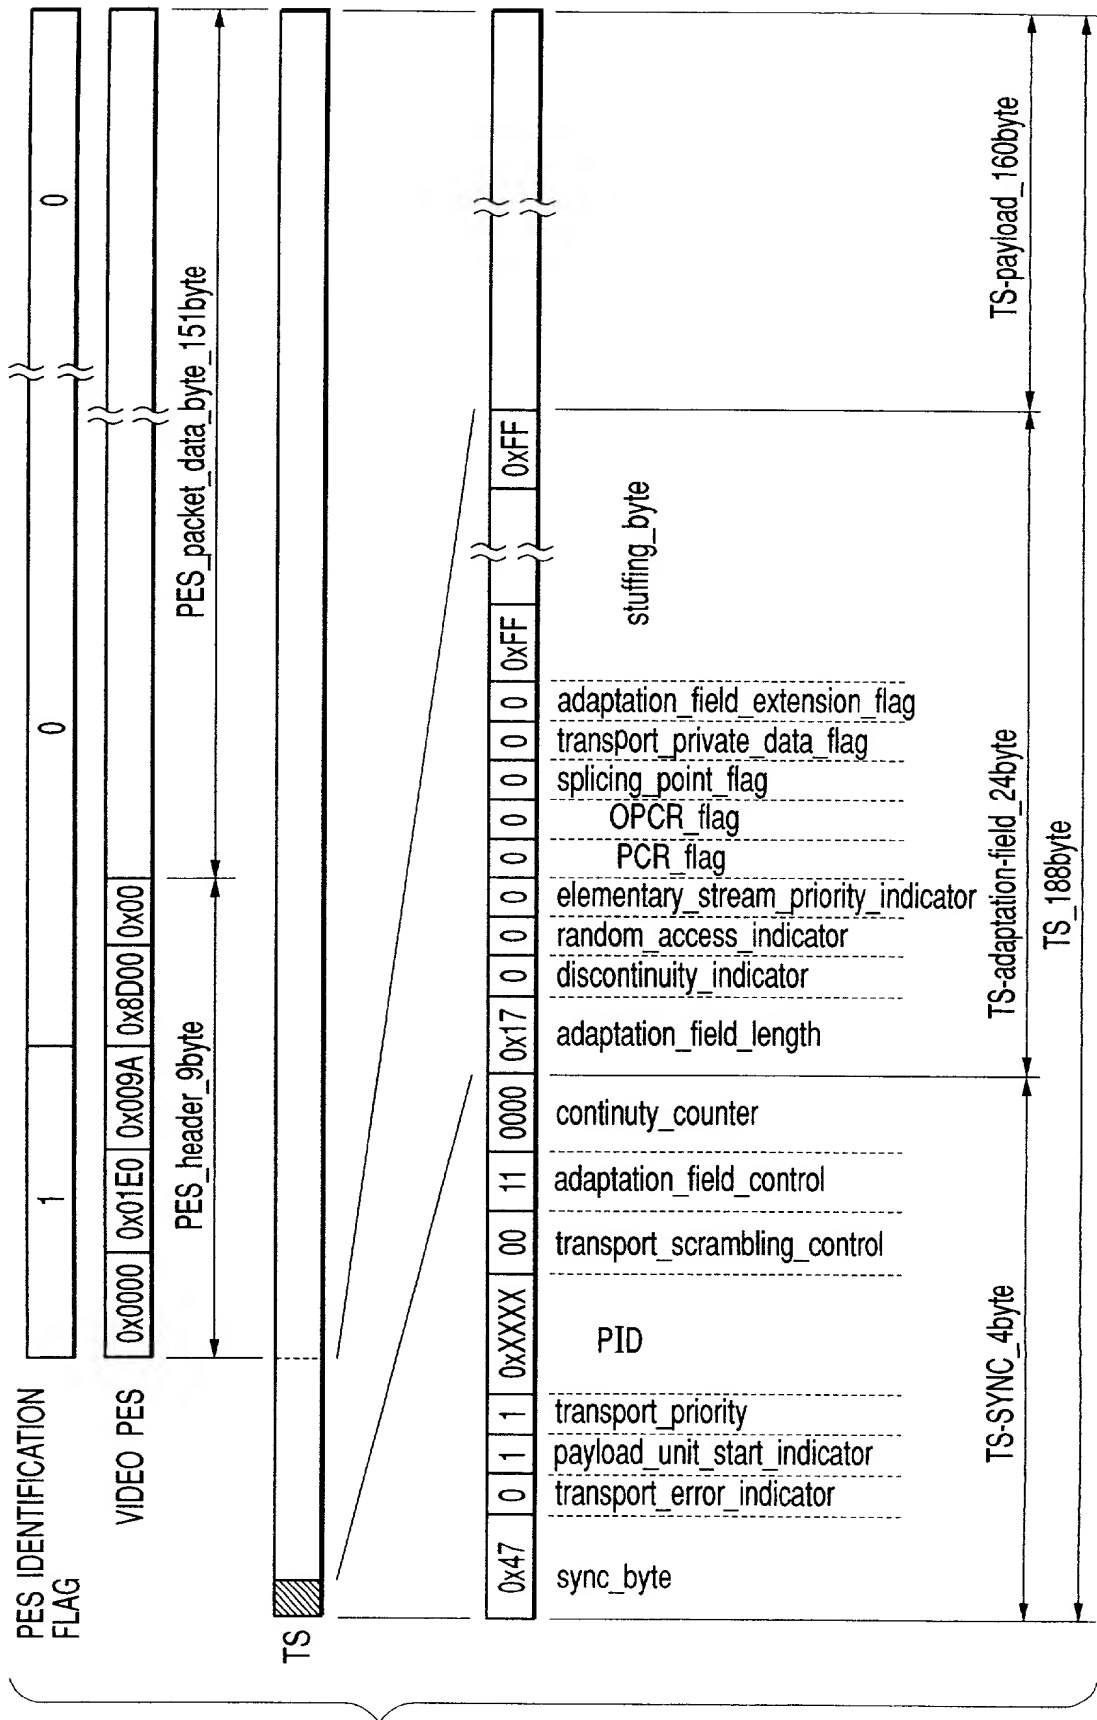 PES IDENTIFICATION
FLAG
1
0
0
VIDEO PES
0x0000
0x01E0
0x009A
0x8D00
0x00
PES_header_9byte
PES_packet_data_byte_151byte
TS
0x47
0
1
1
0xXXXX
00
11
0000
0x17
0
0
0
0
0
0
0
0
0xFF
0xFF
sync_byte
transport_error_indicator
payload_unit_start_indicator
transport_priority
PID
transport_scrambling_control
adaptation_field_control
continuty_counter
adaptation_field_length
discontinuity_indicator
random_access_indicator
elementary_stream_priority_indicator
PCR_flag
OPCR_flag
splicing_point_flag
transport_private_data_flag
adaptation_field_extension_flag
stuffing_byte
TS-SYNC_4byte
TS-adaptation-field_24byte
TS-payload_160byte
TS_188byte